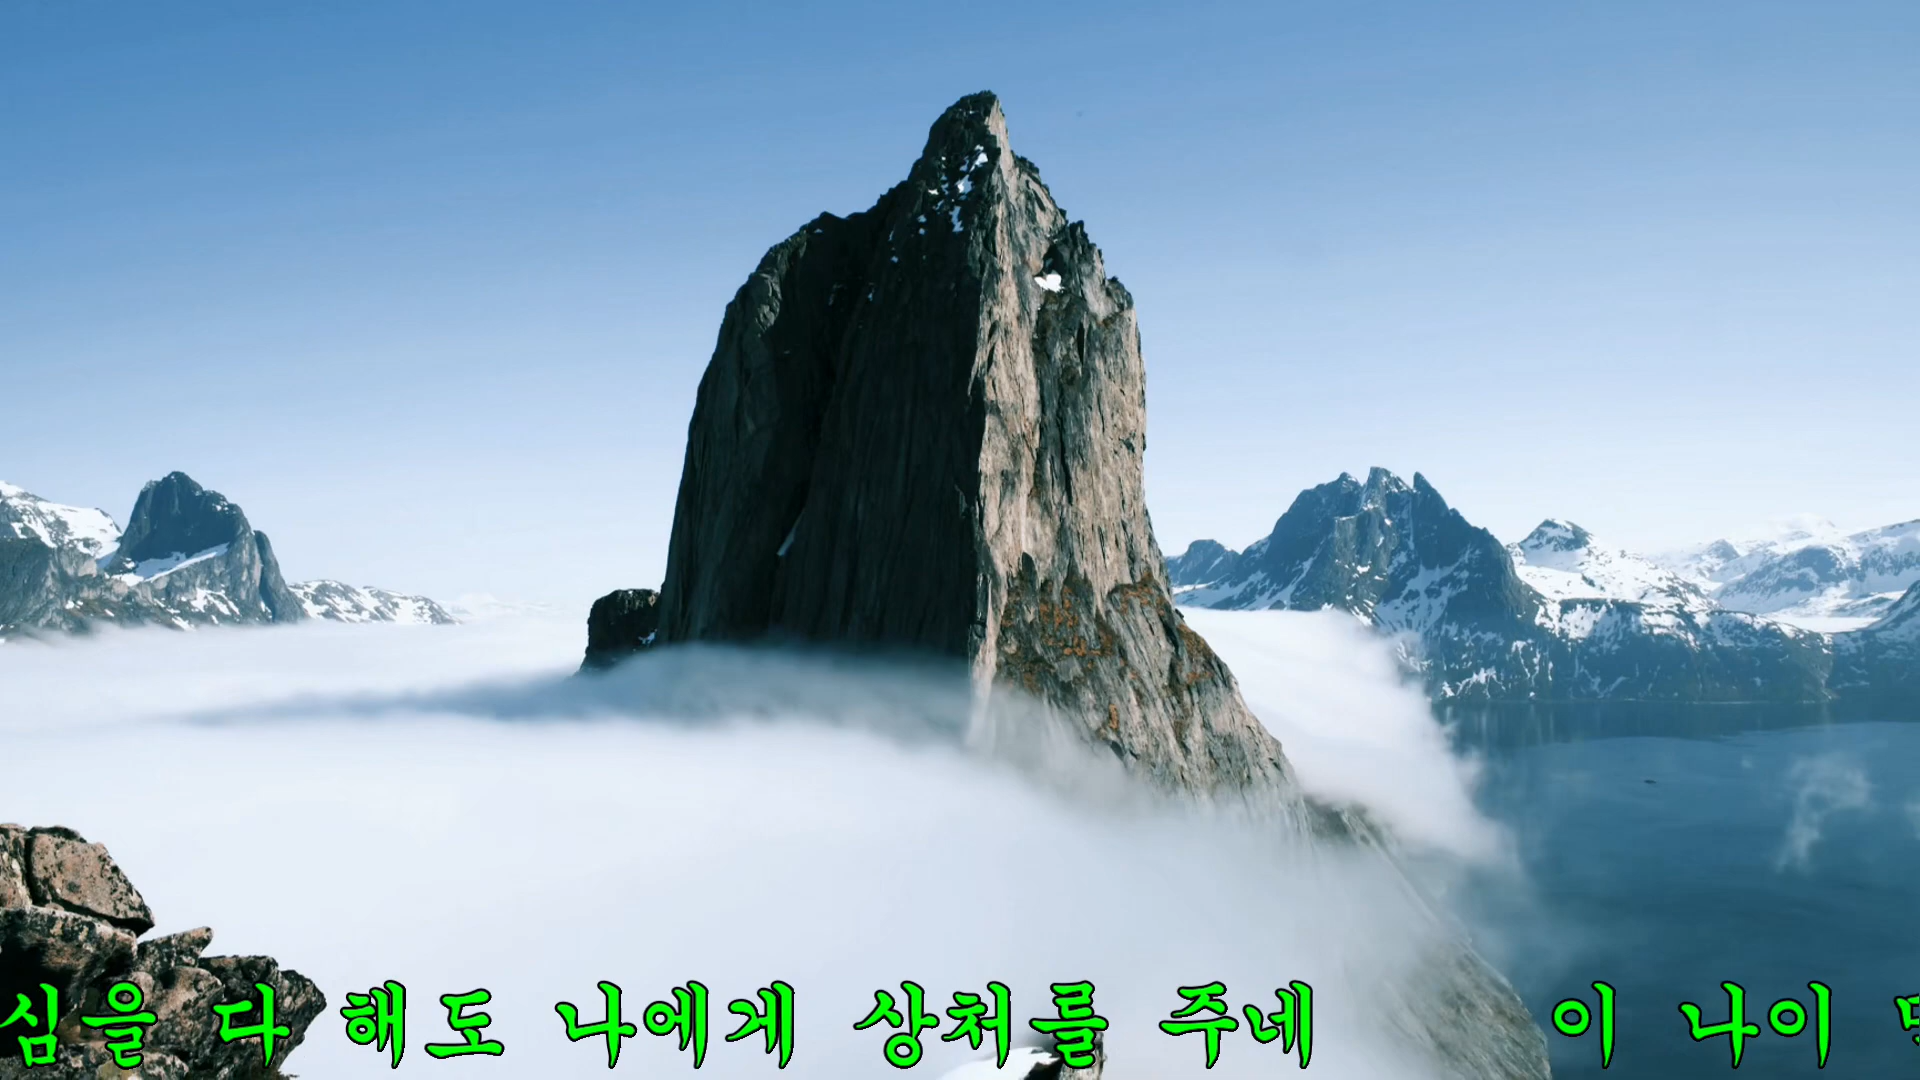 심을 다 해도 나에게 상처를 주네 이 나이